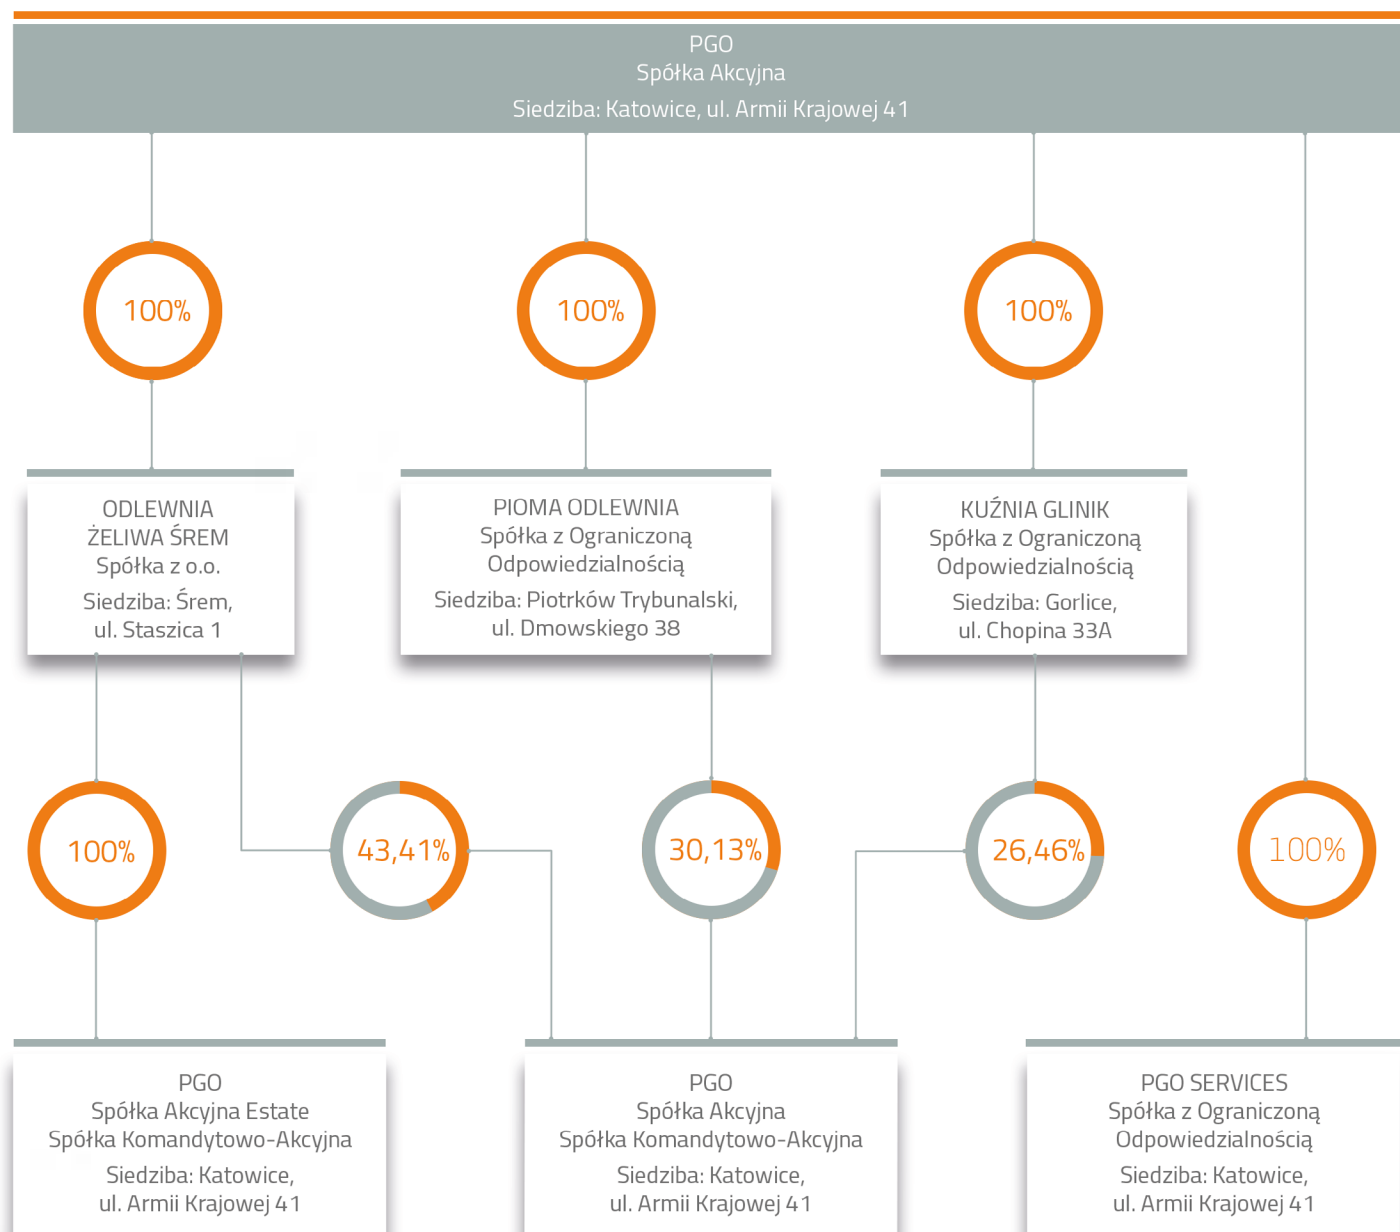 PGO
Spółka Akcyjna
Siedziba: Katowice, ul. Armii Krajowej 41
100%
100%
100%
ODLEWNIA
ŻELIWA ŚREM
Spółka z o.o.
Siedziba: Śrem,
ul. Staszica 1
PIOMA ODLEWNIA
Spółka z Ograniczoną
Odpowiedzialnością
Siedziba: Piotrków Trybunalski,
ul. Dmowskiego 38
KUŹNIA GLINIK
Spółka z Ograniczoną
Odpowiedzialnością
Siedziba: Gorlice,
ul. Chopina 33A
100%
43,41%
30,13%
26,46%
100%
PGO
Spółka Akcyjna Estate
Spółka Komandytowo-Akcyjna
Siedziba: Katowice,
ul. Armii Krajowej 41
PGO
Spółka Akcyjna
Spółka Komandytowo-Akcyjna
Siedziba: Katowice,
ul. Armii Krajowej 41
PGO SERVICES
Spółka z Ograniczoną
Odpowiedzialnością
Siedziba: Katowice,
ul. Armii Krajowej 41